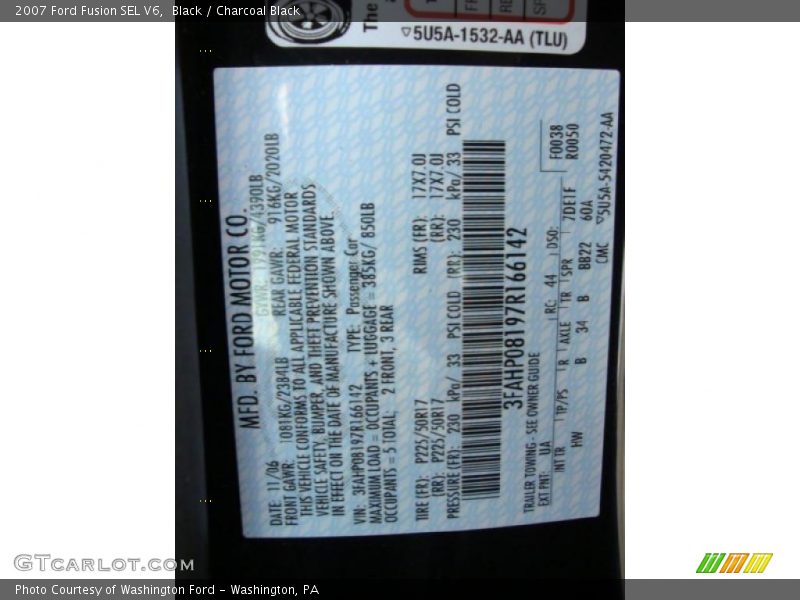 2007 Ford Fusion SEL V6,  Black / Charcoal Black
The
5U5A-1532-AA (TLU)
MFD. BY FORD MOTOR CO.
DATE: 11/06 GVWR: 1991KG/4390LB
FRONT GAWR: 1081KG/2384LB REAR GAWR: 916KG/2020LB
THIS VEHICLE CONFORMS TO ALL APPLICABLE FEDERAL MOTOR
VEHICLE SAFETY, BUMPER, AND THEFT PREVENTION STANDARDS
IN EFFECT ON THE DATE OF MANUFACTURE SHOWN ABOVE.
VIN: 3FAHP08197R166142 TYPE: Passenger Car
MAXIMUM LOAD = OCCUPANTS + LUGGAGE = 385KG/ 850LB
OCCUPANTS = 5 TOTAL; 2 FRONT, 3 REAR
TIRE (FR): P225/50R17 RIMS (FR): 17X7.0J
(RR): P225/50R17 (RR): 17X7.0J
PRESSURE (FR): 230 kPa/ 33 PSI COLD (RR): 230 kPa/ 33 PSI COLD
3FAHP08197R166142
TRAILER TOWING - SEE OWNER GUIDE
F0038
R0050
EXT PNT: UA RC: 44 DSO:
INT TR TP/PS R AXLE TR SPR 7DE1F
HW B 34 B BB22 60A
CMC 5U5A-5420472-AA
GTcarlot.com
Photo Courtesy of Washington Ford – Washington, PA